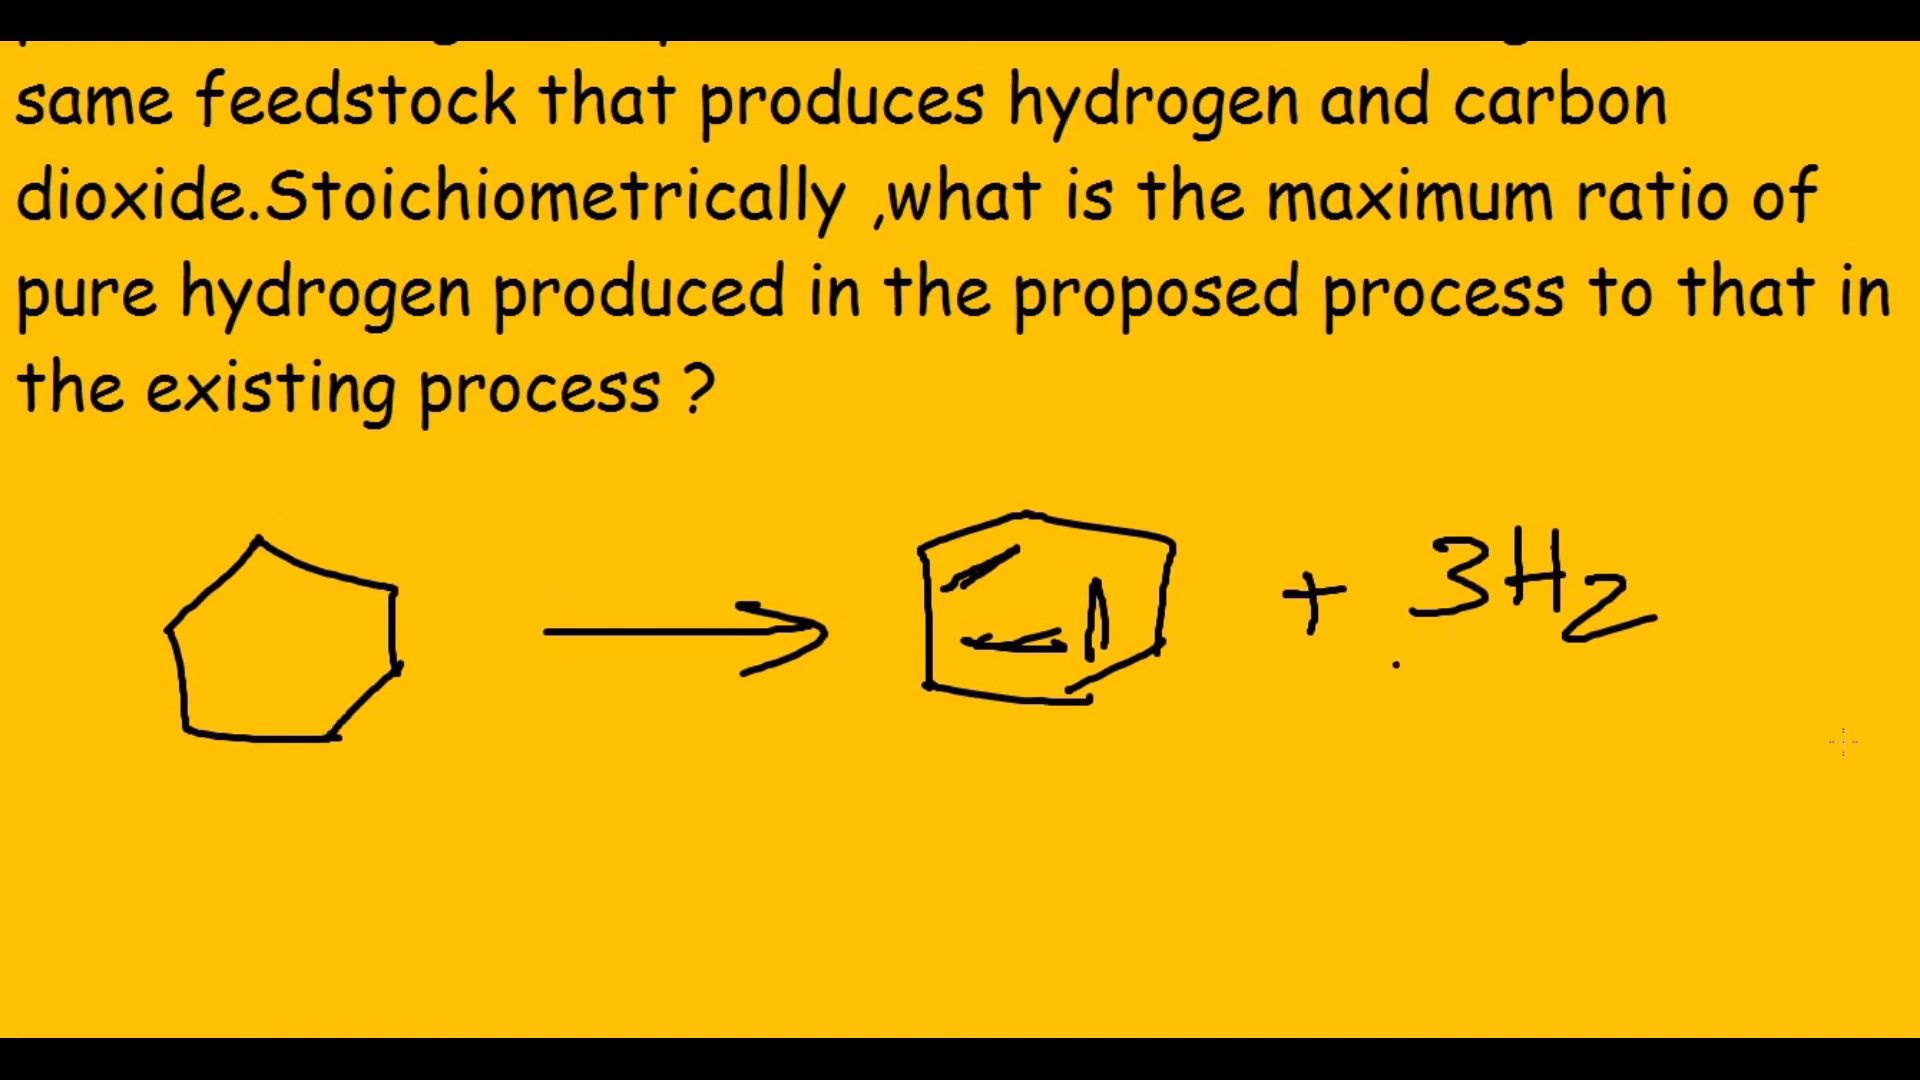 same feedstock that produces hydrogen and carbon
dioxide.Stoichiometrically ,what is the maximum ratio of
pure hydrogen produced in the proposed process to that in
the existing process ?
+ 3H2